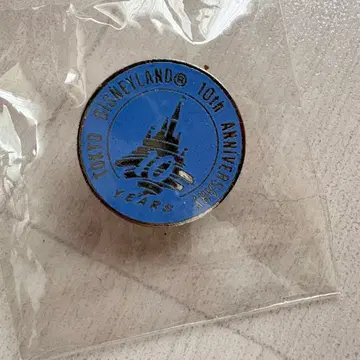 TOKYO DISNEYLAND® 10th ANNIVERSARY
10
YEARS